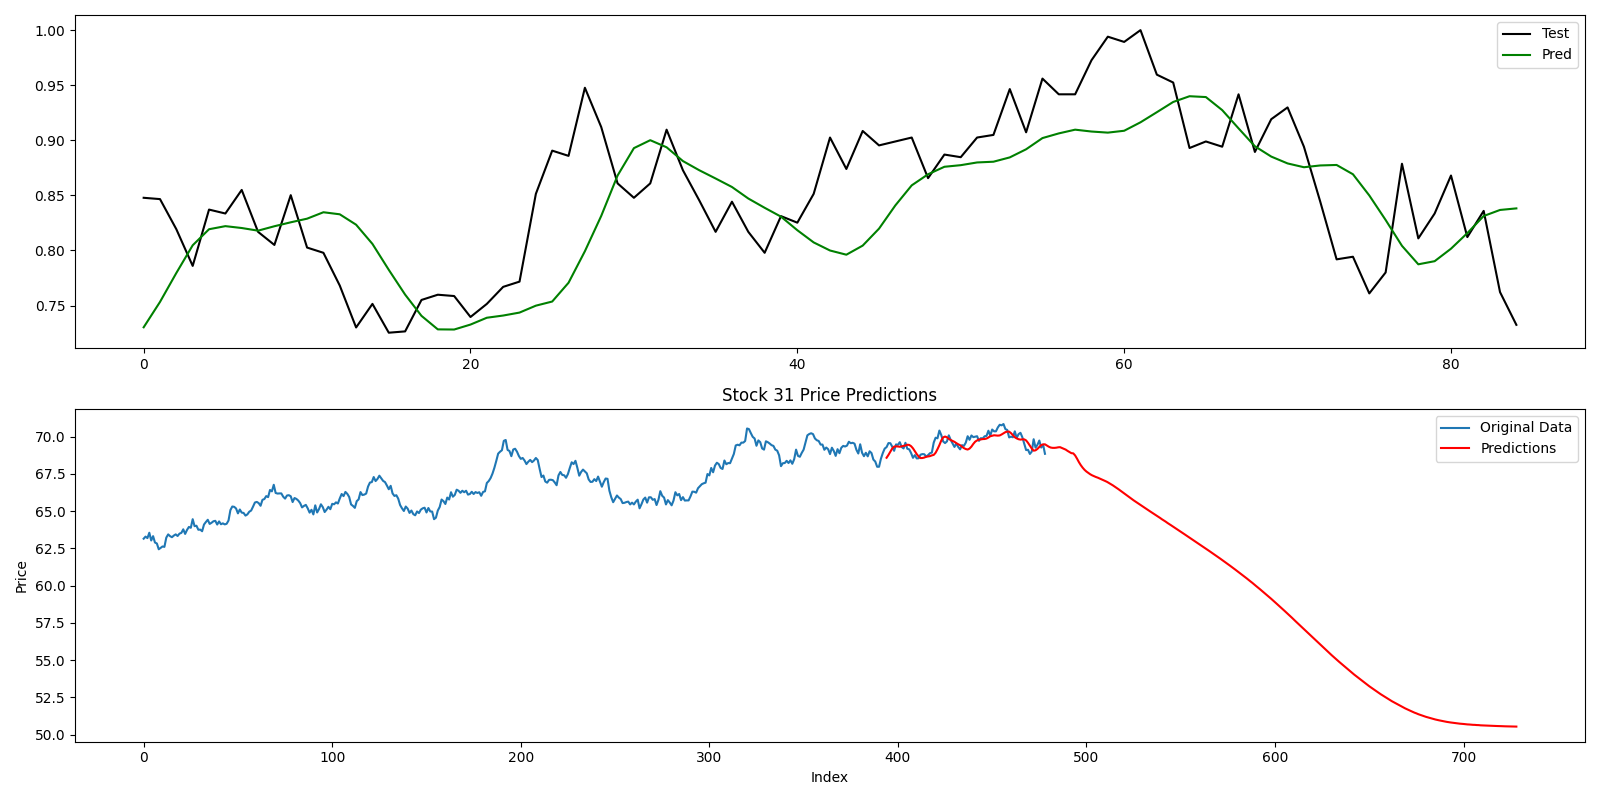 1.00
0.95
0.90
0.85
0.80
0.75
Test
Pred
0 20 40 60 80
Stock 31 Price Predictions
70.0
67.5
65.0
62.5
60.0
57.5
55.0
52.5
50.0
Price
Original Data
Predictions
0 100 200 300 400 500 600 700
Index